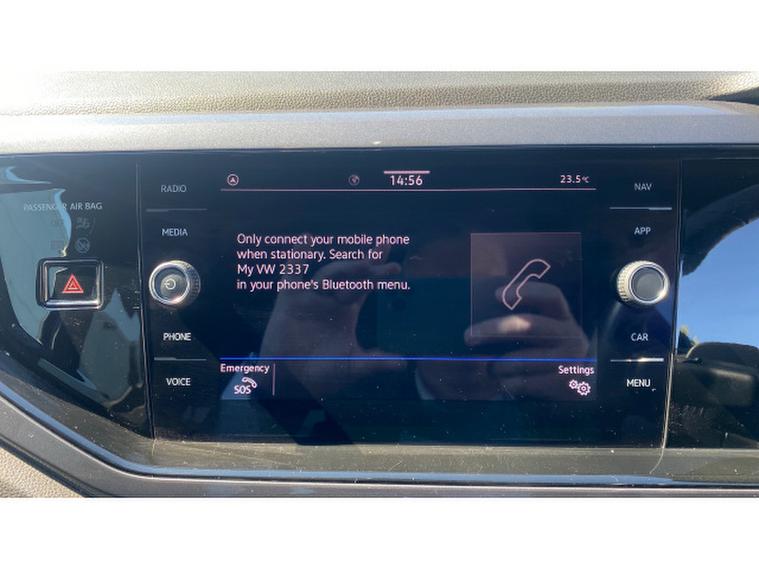 14:56
23.5°C
RADIO
NAV
PASSENGER AIR BAG
MEDIA
APP
Only connect your mobile phone
when stationary. Search for
My VW 2337
in your phone's Bluetooth menu.
PHONE
CAR
Emergency
SOS
Settings
VOICE
MENU